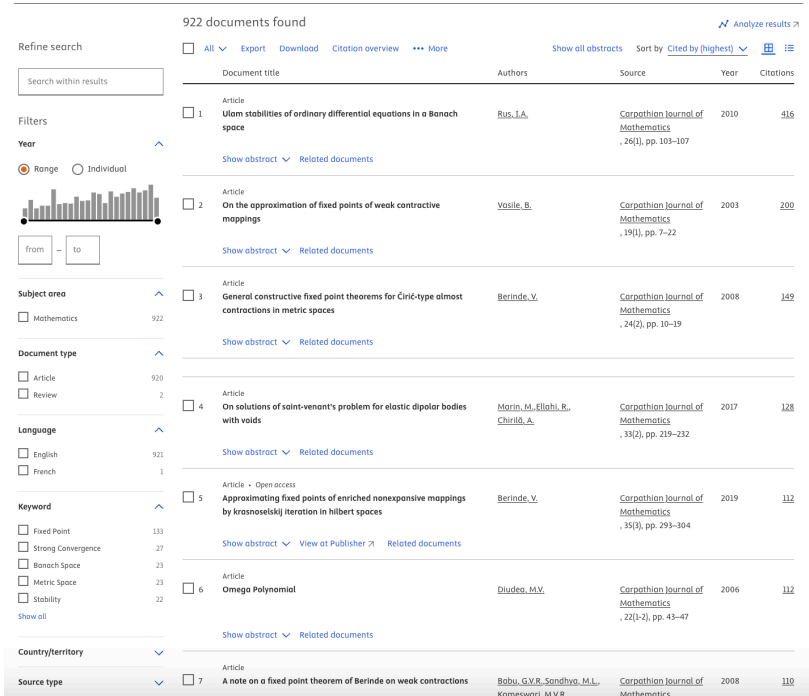 922 documents found
Analyze results
Refine search
All Export Download Citation overview ••• More Show all abstracts Sort by Cited by (highest)
Search within results
Document title Authors Source Year Citations
Filters
Year
Range Individual
from – to
Subject area
Mathematics 922
Document type
Article 920
Review 2
Language
English 921
French 1
Keyword
Fixed Point 133
Strong Convergence 27
Banach Space 23
Metric Space 23
Stability 22
Show all
Country/territory
Source type
Article
1 Ulam stabilities of ordinary differential equations in a Banach Rus, I.A. Carpathian Journal of 2010 416
space Mathematics
, 26(1), pp. 103–107
Show abstract Related documents
Article
2 On the approximation of fixed points of weak contractive Vasile, B. Carpathian Journal of 2003 200
mappings Mathematics
, 19(1), pp. 7–22
Show abstract Related documents
Article
3 General constructive fixed point theorems for Ćirić-type almost Berinde, V. Carpathian Journal of 2008 149
contractions in metric spaces Mathematics
, 24(2), pp. 10–19
Show abstract Related documents
Article
4 On solutions of saint-venant's problem for elastic dipolar bodies Marin, M.,Ellahi, R., Carpathian Journal of 2017 128
with voids Chirilă, A. Mathematics
, 33(2), pp. 219–232
Show abstract Related documents
Article • Open access
5 Approximating fixed points of enriched nonexpansive mappings Berinde, V. Carpathian Journal of 2019 112
by krasnoselskij iteration in hilbert spaces Mathematics
, 35(3), pp. 293–304
Show abstract View at Publisher Related documents
Article
6 Omega Polynomial Diudea, M.V. Carpathian Journal of 2006 112
Mathematics
, 22(1-2), pp. 43–47
Show abstract Related documents
Article
7 A note on a fixed point theorem of Berinde on weak contractions Babu, G.V.R.,Sandhya, M.L., Carpathian Journal of 2008 110
Kameswari, M.V.R. Mathematics